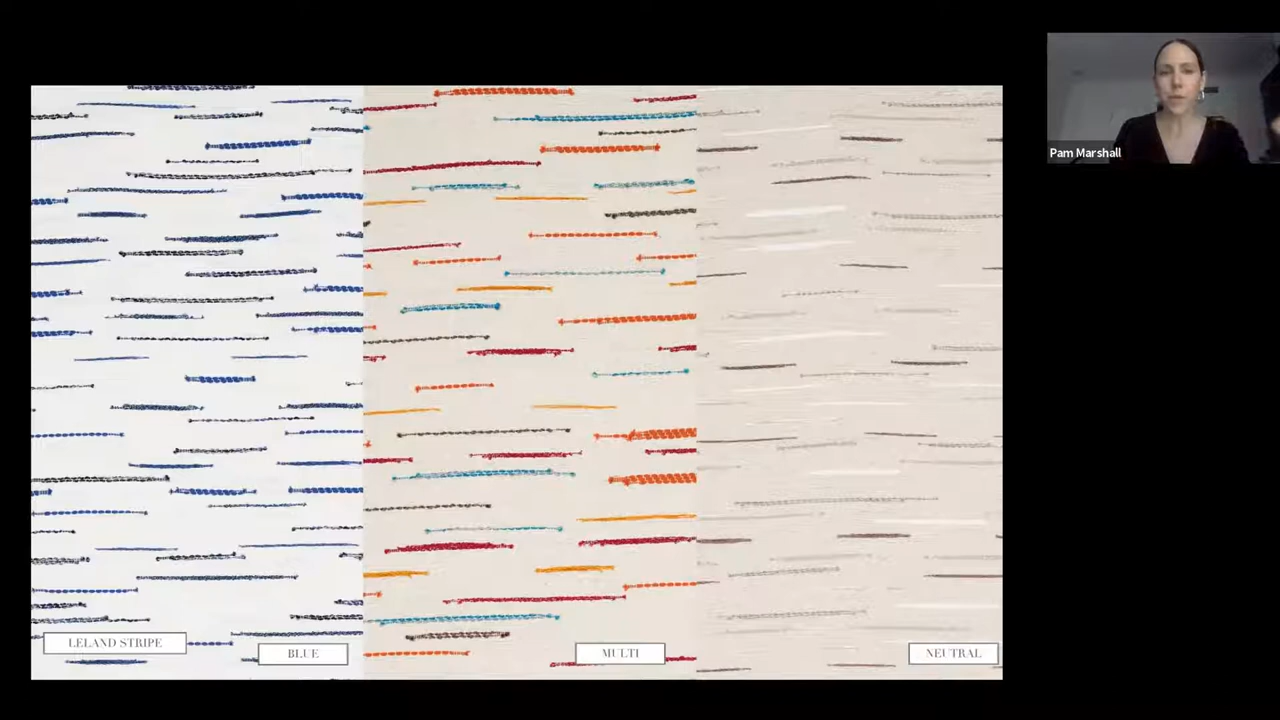 Pam Marshall
LELAND STRIPE
BLUE
MULTI
NEUTRAL